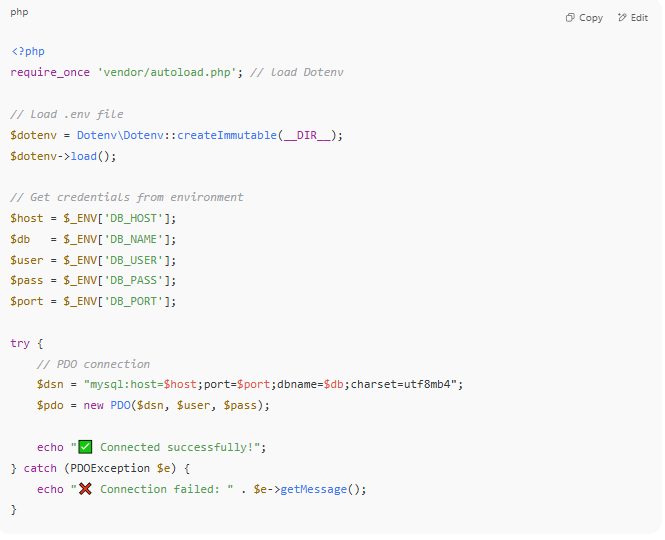 php
Copy Edit
<?php
require_once 'vendor/autoload.php'; // Load Dotenv
// Load .env file
$dotenv = Dotenv\Dotenv::createImmutable(__DIR__);
$dotenv->load();
// Get credentials from environment
$host = $_ENV['DB_HOST'];
$db   = $_ENV['DB_NAME'];
$user = $_ENV['DB_USER'];
$pass = $_ENV['DB_PASS'];
$port = $_ENV['DB_PORT'];
try {
    // PDO connection
    $dsn = "mysql:host=$host;port=$port;dbname=$db;charset=utf8mb4";
    $pdo = new PDO($dsn, $user, $pass);
    echo "✅ Connected successfully!";
} catch (PDOException $e) {
    echo "❌ Connection failed: " . $e->getMessage();
}